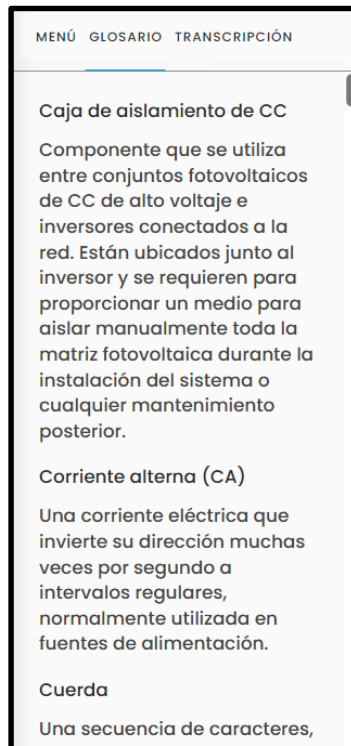 MENÚ GLOSARIO TRANSCRIPCIÓN
Caja de aislamiento de CC
Componente que se utiliza
entre conjuntos fotovoltaicos
de CC de alto voltaje e
inversores conectados a la
red. Están ubicados junto al
inversor y se requieren para
proporcionar un medio para
aislar manualmente toda la
matriz fotovoltaica durante la
instalación del sistema o
cualquier mantenimiento
posterior.
Corriente alterna (CA)
Una corriente eléctrica que
invierte su dirección muchas
veces por segundo a
intervalos regulares,
normalmente utilizada en
fuentes de alimentación.
Cuerda
Una secuencia de caracteres,